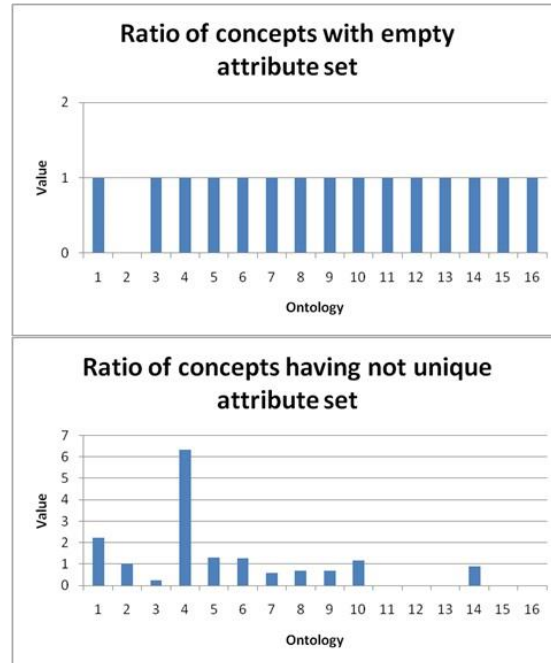 Ratio of concepts with empty
attribute set
2
1
0
Value
1 2 3 4 5 6 7 8 9 10 11 12 13 14 15 16
Ontology
Ratio of concepts having not unique
attribute set
7
6
5
4
3
2
1
0
Value
1 2 3 4 5 6 7 8 9 10 11 12 13 14 15 16
Ontology